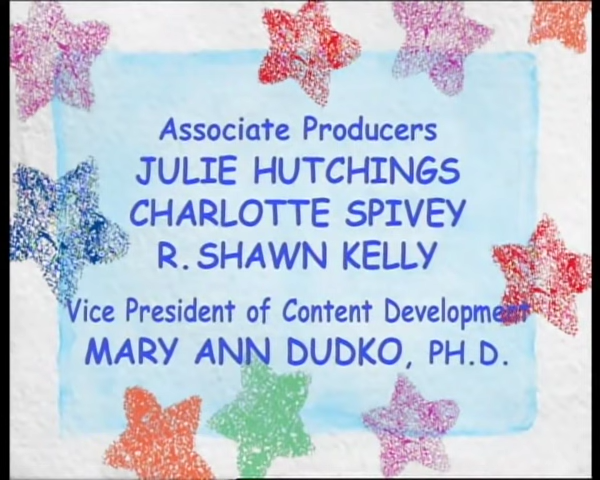 Associate Producers
JULIE HUTCHINGS
CHARLOTTE SPIVEY
R. SHAWN KELLY
Vice President of Content Development
MARY ANN DUDKO, PH.D.